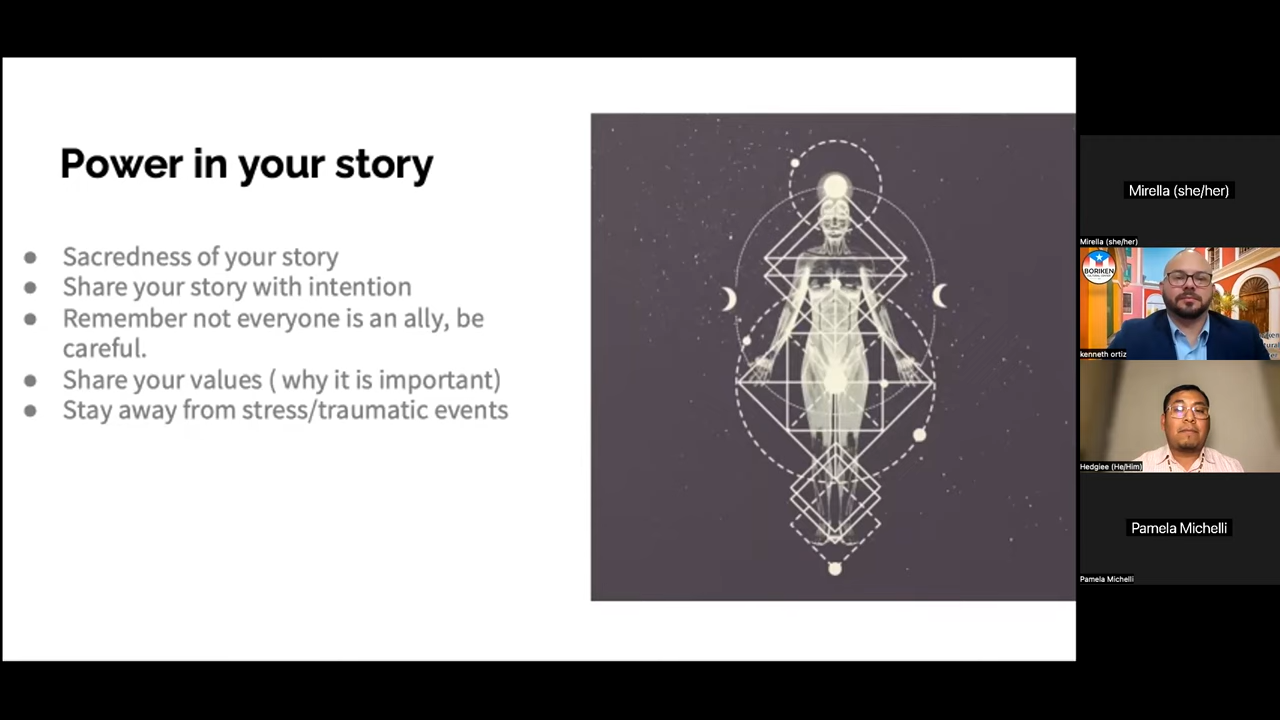 Power in your story
● Sacredness of your story
● Share your story with intention
● Remember not everyone is an ally, be
careful.
● Share your values ( why it is important)
● Stay away from stress/traumatic events
Mirella (she/her)
Mirella (she/her)
BORIKEN
kenneth ortiz
Hedgiee (He/Him)
Pamela Michelli
Pamela Michelli